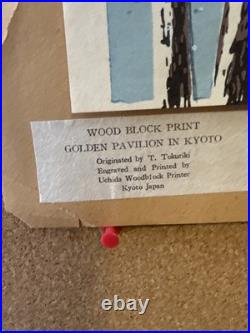 WOOD BLOCK PRINT
GOLDEN PAVILION IN KYOTO
Originated by T. Tokuriki
Engraved and Printed by
Uchida Woodblock Printer
Kyoto Japan